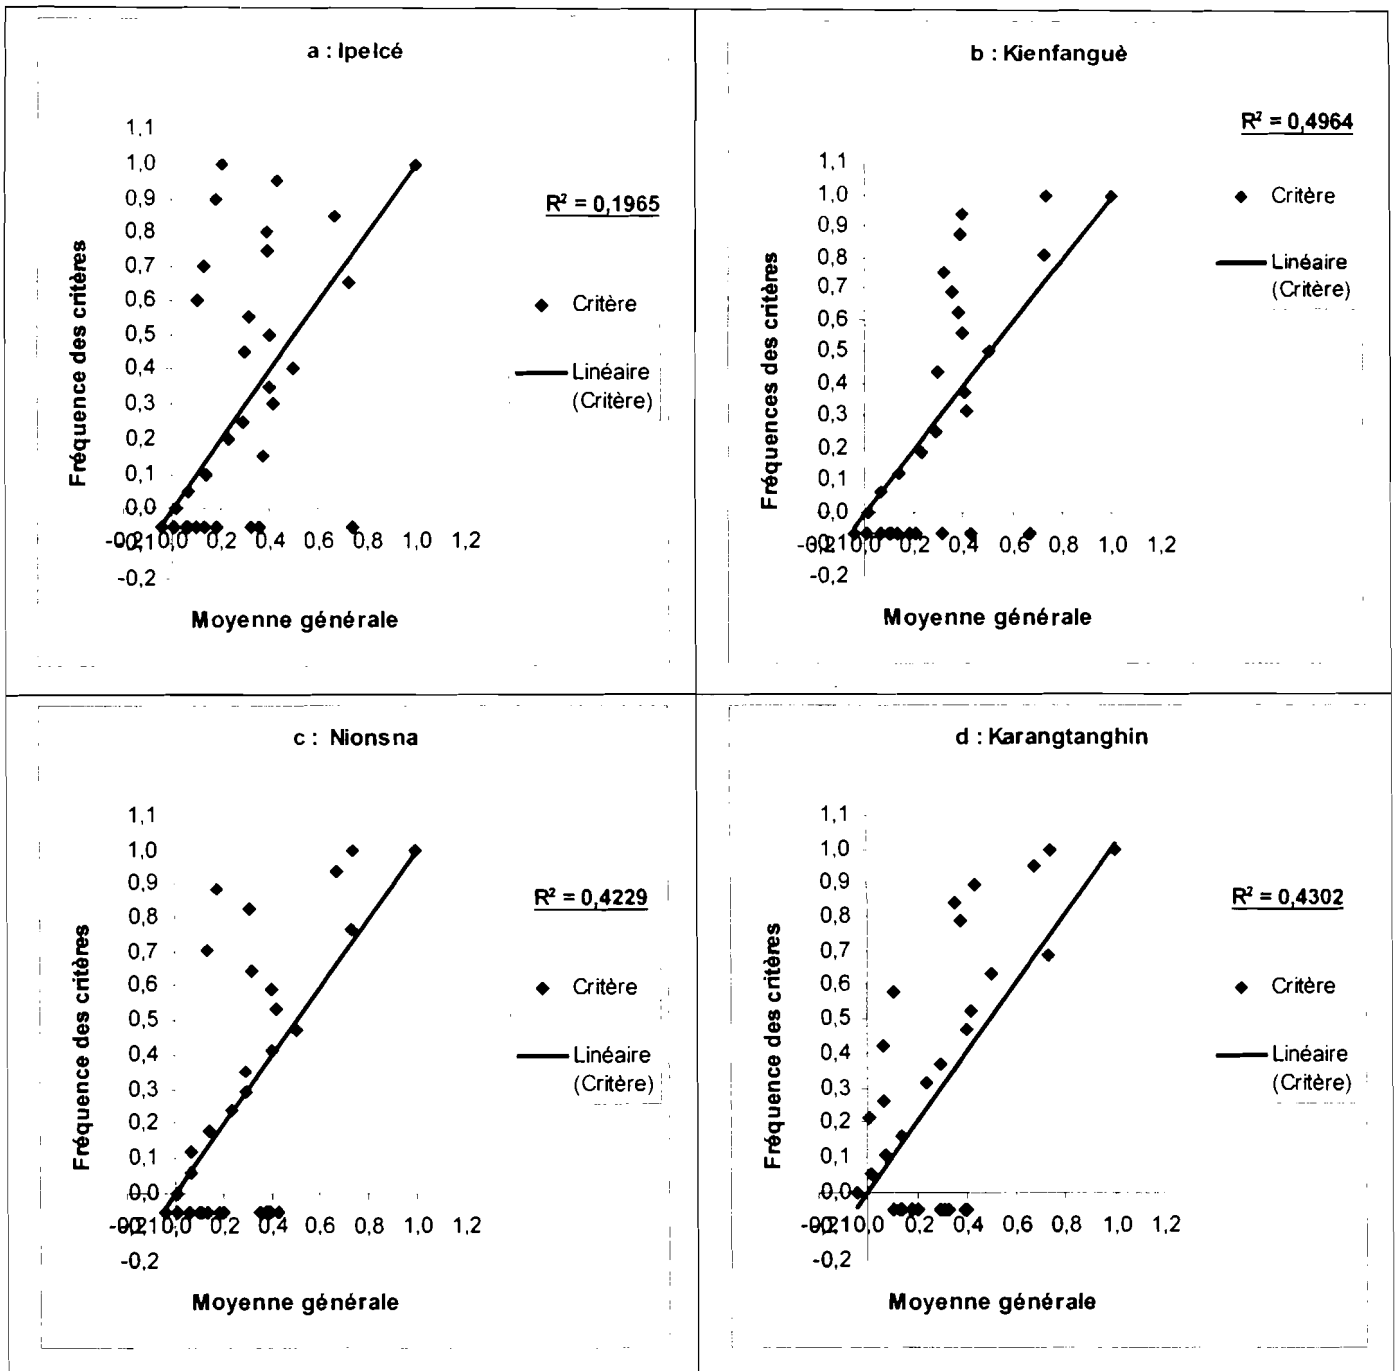 a : Ipelcé
R² = 0,1965
Fréquence des critères
1,1
1,0
0,9
0,8
0,7
0,6
0,5
0,4
0,3
0,2
0,1
0,0
-0,2
0,0 0,2 0,4 0,6 0,8 1,0 1,2
Critère
Linéaire
(Critère)
Moyenne générale
b : Kienfanguè
R² = 0,4964
Fréquences des critères
1,1
1,0
0,9
0,8
0,7
0,6
0,5
0,4
0,3
0,2
0,1
0,0
-0,2
0,0 0,2 0,4 0,6 0,8 1,0 1,2
Critère
Linéaire
(Critère)
Moyenne générale
c : Nionsna
R² = 0,4229
Fréquence des critères
1,1
1,0
0,9
0,8
0,7
0,6
0,5
0,4
0,3
0,2
0,1
0,0
-0,2
0,0 0,2 0,4 0,6 0,8 1,0 1,2
Critère
Linéaire
(Critère)
Moyenne générale
d : Karangtanghin
R² = 0,4302
Fréquence des critères
1,1
1,0
0,9
0,8
0,7
0,6
0,5
0,4
0,3
0,2
0,1
0,0
-0,2
0,0 0,2 0,4 0,6 0,8 1,0 1,2
Critère
Linéaire
(Critère)
Moyenne générale